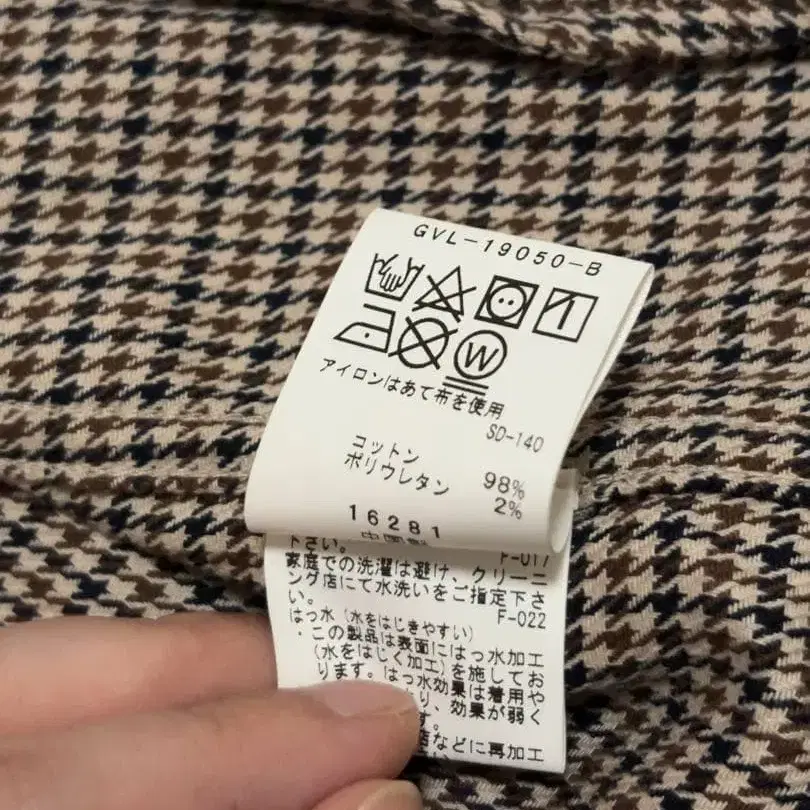 GVL-19050-B
W
アイロンはあて布を使用
SD-140
コットン 98%
ポリウレタン 2%
16281
下さい。 F-017
家庭での洗濯は避け、クリーニ
ング店にて水洗いをご指定下さ
い。 F-022
はっ水 (水をはじきやすい)
・この製品は表面にはっ水加工
(水をはじく加工)を施してお
ります。はっ水効果は着用や
り、効果が弱く
す。
店などに再加工